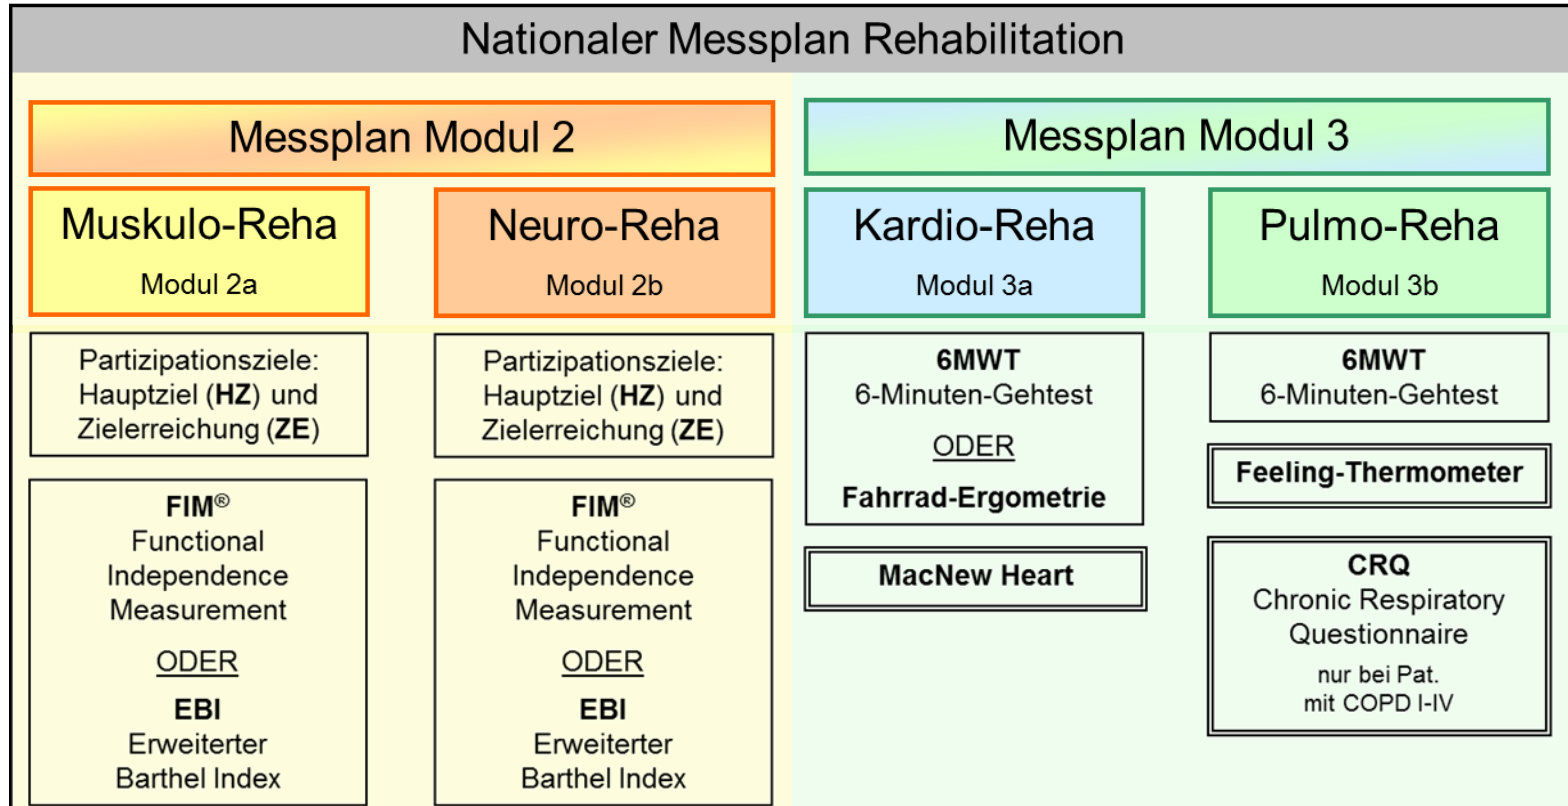 Nationaler Messplan Rehabilitation
Messplan Modul 2
Muskulo-Reha
Modul 2a
Partizipationsziele:
Hauptziel (HZ) und
Zielerreichung (ZE)
FIM®
Functional
Independence
Measurement
ODER
EBI
Erweiterter
Barthel Index
Neuro-Reha
Modul 2b
Partizipationsziele:
Hauptziel (HZ) und
Zielerreichung (ZE)
FIM®
Functional
Independence
Measurement
ODER
EBI
Erweiterter
Barthel Index
Messplan Modul 3
Kardio-Reha
Modul 3a
6MWT
6-Minuten-Gehtest
ODER
Fahrrad-Ergometrie
MacNew Heart
Pulmo-Reha
Modul 3b
6MWT
6-Minuten-Gehtest
Feeling-Thermometer
CRQ
Chronic Respiratory
Questionnaire
nur bei Pat.
mit COPD I-IV